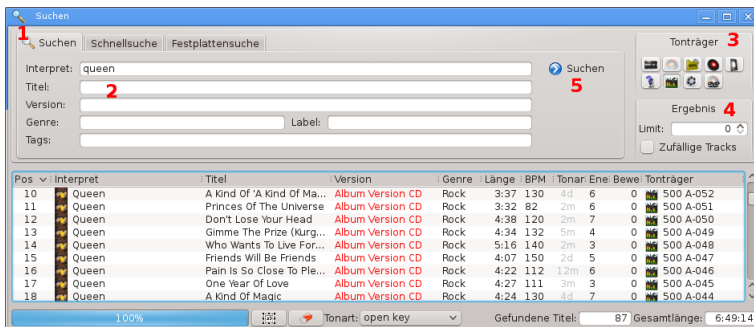 Suchen
1
Suchen Schnellsuche Festplattensuche
Tonträger 3
Interpret: queen
Suchen
Titel:
2
5
Version:
Genre: Label:
Tags:
Ergebnis 4
Limit: 0
Zufällige Tracks
Pos Interpret Titel Version Genre Länge BPM Tonar Ene Bewe Tonträger
10 Queen A Kind Of 'A Kind Of Ma... Album Version CD Rock 3:37 130 4d 6 0 500 A-052
11 Queen Princes Of The Universe Album Version CD Rock 3:32 82 2m 6 0 500 A-051
12 Queen Don't Lose Your Head Album Version CD Rock 4:38 120 2m 7 0 500 A-050
13 Queen Gimme The Prize (Kurg... Album Version CD Rock 4:34 132 5m 4 0 500 A-049
14 Queen Who Wants To Live For... Album Version CD Rock 5:16 140 2m 3 0 500 A-048
15 Queen Friends Will Be Friends Album Version CD Rock 4:07 150 2d 5 0 500 A-047
16 Queen Pain Is So Close To Ple... Album Version CD Rock 4:22 112 12m 6 0 500 A-046
17 Queen One Year Of Love Album Version CD Rock 4:27 111 3m 3 0 500 A-045
18 Queen A Kind Of Magic Album Version CD Rock 4:24 130 4d 7 0 500 A-044
100% Tonart: open key Gefundene Titel: 87 Gesamtlänge: 6:49:14